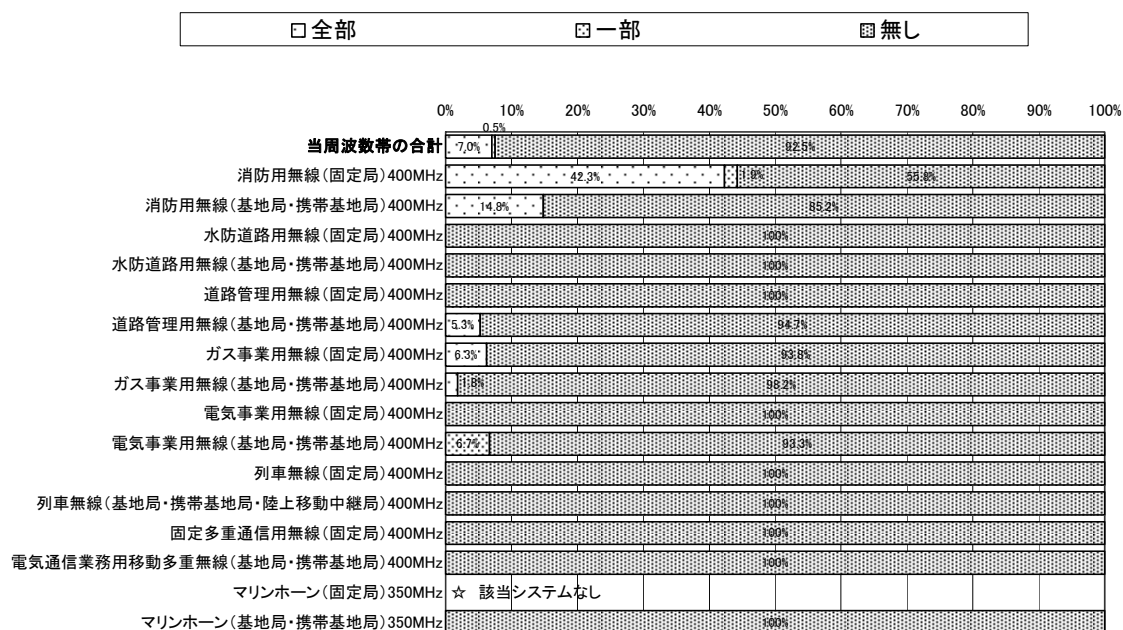 全部 一部 無し
0% 10% 20% 30% 40% 50% 60% 70% 80% 90% 100%
0.5%
当周波数帯の合計 7.0% 92.5%
消防用無線(固定局)400MHz 42.3% 1.9% 55.8%
消防用無線(基地局・携帯基地局)400MHz 14.8% 85.2%
水防道路用無線(固定局)400MHz 100%
水防道路用無線(基地局・携帯基地局)400MHz 100%
道路管理用無線(固定局)400MHz 100%
道路管理用無線(基地局・携帯基地局)400MHz 5.3% 94.7%
ガス事業用無線(固定局)400MHz 6.3% 93.8%
ガス事業用無線(基地局・携帯基地局)400MHz 1.8% 98.2%
電気事業用無線(固定局)400MHz 100%
電気事業用無線(基地局・携帯基地局)400MHz 6.7% 93.3%
列車無線(固定局)400MHz 100%
列車無線(基地局・携帯基地局・陸上移動中継局)400MHz 100%
固定多重通信用無線(固定局)400MHz 100%
電気通信業務用移動多重無線(基地局・携帯基地局)400MHz 100%
マリンホーン(固定局)350MHz ☆ 該当システムなし
マリンホーン(基地局・携帯基地局)350MHz 100%